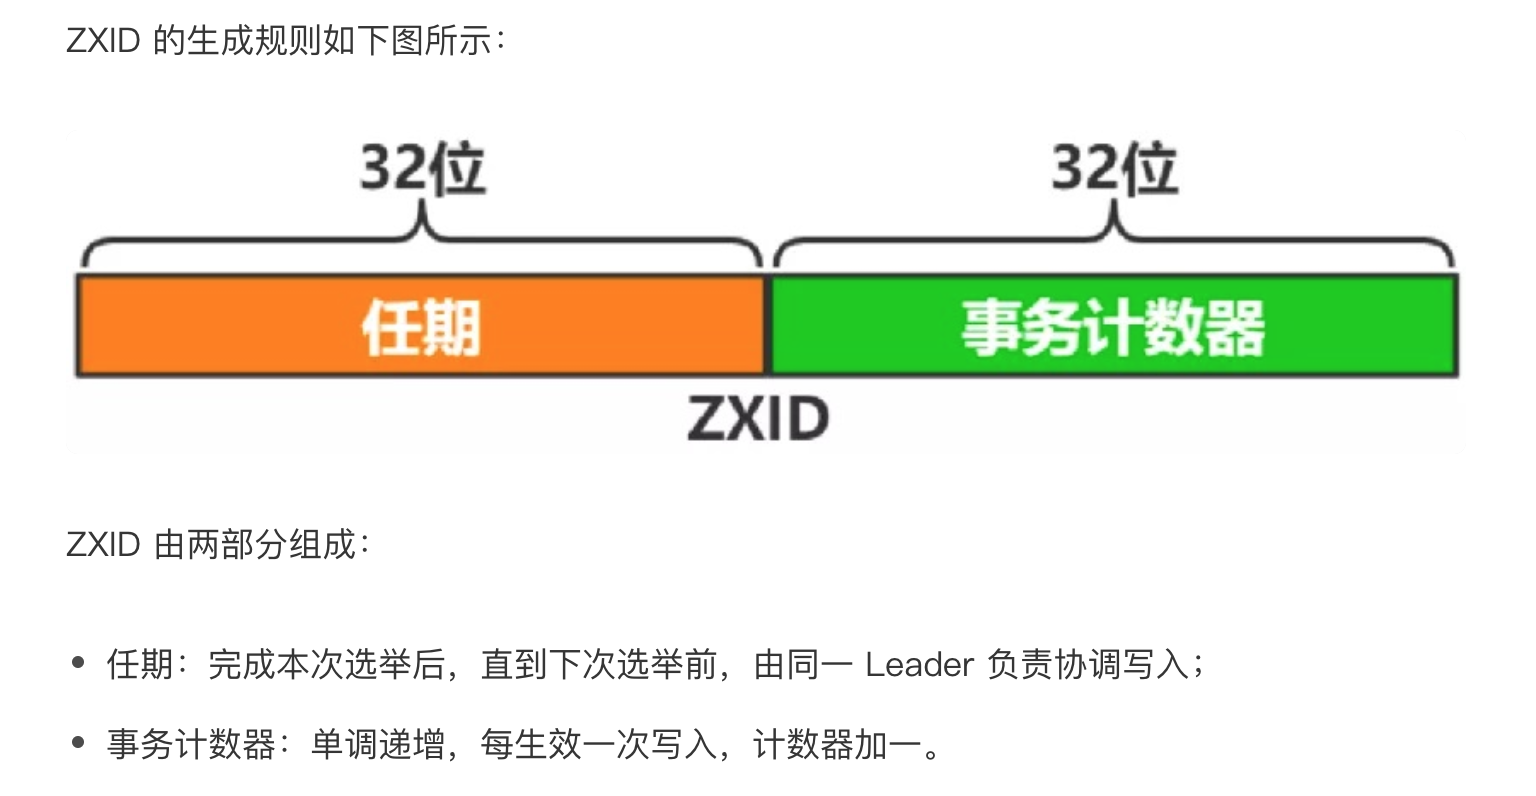 ZXID 的生成规则如下图所示：
32位 32位
任期 事务计数器
ZXID
ZXID 由两部分组成：
• 任期：完成本次选举后，直到下次选举前，由同一 Leader 负责协调写入；
• 事务计数器：单调递增，每生效一次写入，计数器加一。